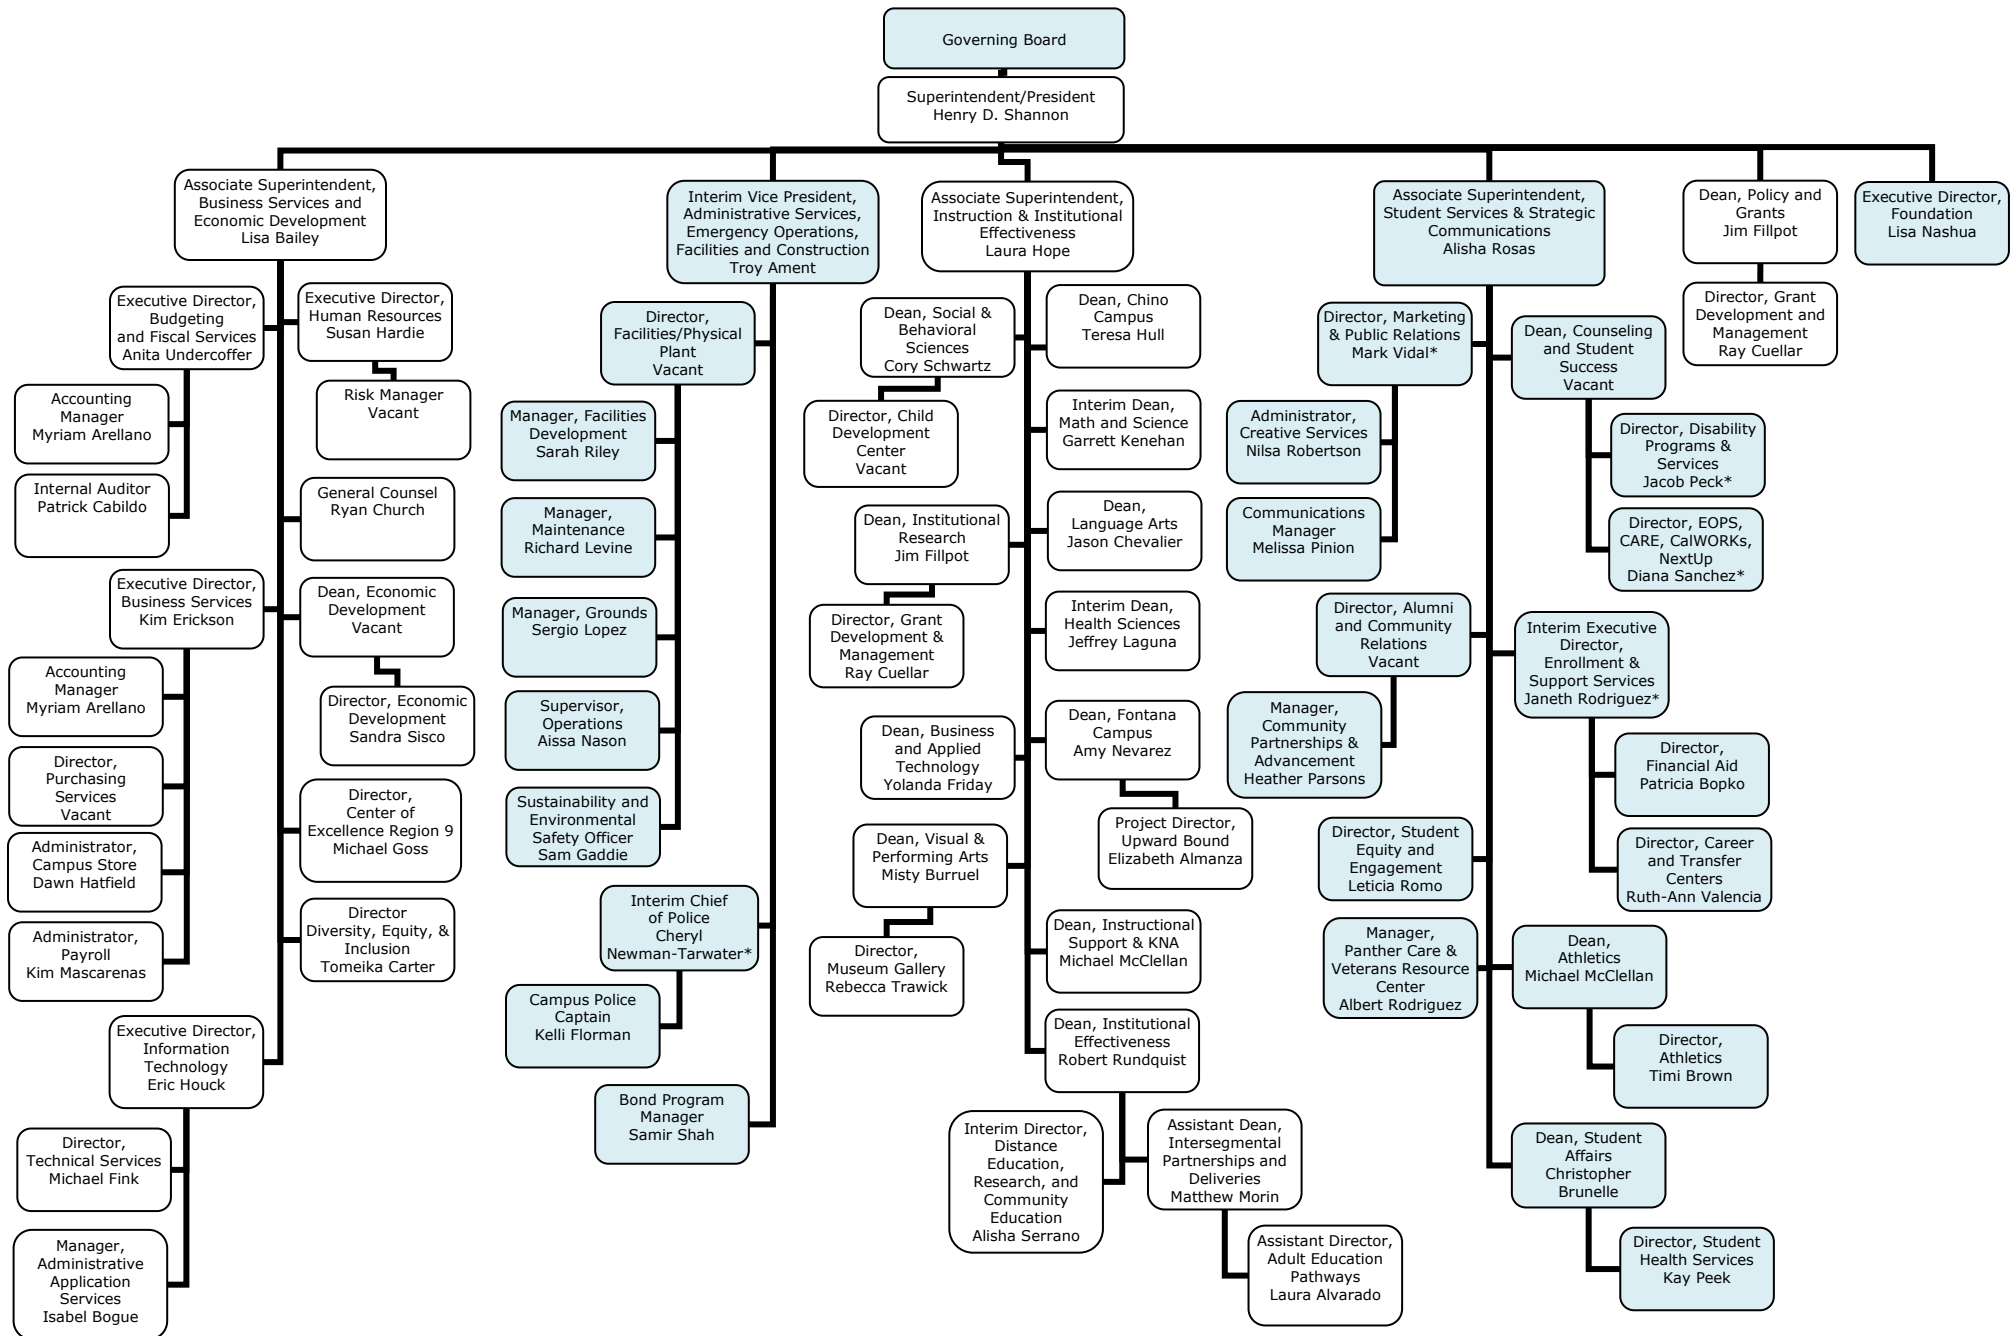 Governing Board
Superintendent/President
Henry D. Shannon
Associate Superintendent,
Business Services and
Economic Development
Lisa Bailey
Executive Director,
Budgeting
and Fiscal Services
Anita Undercoffer
Accounting
Manager
Myriam Arellano
Internal Auditor
Patrick Cabildo
Executive Director,
Human Resources
Susan Hardie
Risk Manager
Vacant
General Counsel
Ryan Church
Executive Director,
Business Services
Kim Erickson
Accounting
Manager
Myriam Arellano
Director,
Purchasing
Services
Vacant
Administrator,
Campus Store
Dawn Hatfield
Administrator,
Payroll
Kim Mascarenas
Dean, Economic
Development
Vacant
Director, Economic
Development
Sandra Sisco
Director,
Center of
Excellence Region 9
Michael Goss
Director
Diversity, Equity, &
Inclusion
Tomeika Carter
Executive Director,
Information
Technology
Eric Houck
Director,
Technical Services
Michael Fink
Manager,
Administrative
Application
Services
Isabel Bogue
Interim Vice President,
Administrative Services,
Emergency Operations,
Facilities and Construction
Troy Ament
Director,
Facilities/Physical
Plant
Vacant
Manager, Facilities
Development
Sarah Riley
Manager,
Maintenance
Richard Levine
Manager, Grounds
Sergio Lopez
Supervisor,
Operations
Aissa Nason
Sustainability and
Environmental
Safety Officer
Sam Gaddie
Interim Chief
of Police
Cheryl
Newman-Tarwater*
Campus Police
Captain
Kelli Florman
Bond Program
Manager
Samir Shah
Associate Superintendent,
Instruction & Institutional
Effectiveness
Laura Hope
Dean, Social &
Behavioral
Sciences
Cory Schwartz
Director, Child
Development
Center
Vacant
Dean, Chino
Campus
Teresa Hull
Interim Dean,
Math and Science
Garrett Kenehan
Dean,
Language Arts
Jason Chevalier
Dean, Institutional
Research
Jim Fillpot
Director, Grant
Development &
Management
Ray Cuellar
Interim Dean,
Health Sciences
Jeffrey Laguna
Dean, Business
and Applied
Technology
Yolanda Friday
Dean, Fontana
Campus
Amy Nevarez
Project Director,
Upward Bound
Elizabeth Almanza
Dean, Visual &
Performing Arts
Misty Burruel
Director,
Museum Gallery
Rebecca Trawick
Dean, Instructional
Support & KNA
Michael McClellan
Dean, Institutional
Effectiveness
Robert Rundquist
Interim Director,
Distance
Education,
Research, and
Community
Education
Alisha Serrano
Assistant Dean,
Intersegmental
Partnerships and
Deliveries
Matthew Morin
Assistant Director,
Adult Education
Pathways
Laura Alvarado
Associate Superintendent,
Student Services & Strategic
Communications
Alisha Rosas
Director, Marketing
& Public Relations
Mark Vidal*
Administrator,
Creative Services
Nilsa Robertson
Communications
Manager
Melissa Pinion
Dean, Counseling
and Student
Success
Vacant
Director, Disability
Programs &
Services
Jacob Peck*
Director, EOPS,
CARE, CalWORKs,
NextUp
Diana Sanchez*
Director, Alumni
and Community
Relations
Vacant
Manager,
Community
Partnerships &
Advancement
Heather Parsons
Interim Executive
Director,
Enrollment &
Support Services
Janeth Rodriguez*
Director,
Financial Aid
Patricia Bopko
Director, Career
and Transfer
Centers
Ruth-Ann Valencia
Director, Student
Equity and
Engagement
Leticia Romo
Manager,
Panther Care &
Veterans Resource
Center
Albert Rodriguez
Dean,
Athletics
Michael McClellan
Director,
Athletics
Timi Brown
Dean, Student
Affairs
Christopher
Brunelle
Director, Student
Health Services
Kay Peek
Dean, Policy and
Grants
Jim Fillpot
Director, Grant
Development and
Management
Ray Cuellar
Executive Director,
Foundation
Lisa Nashua